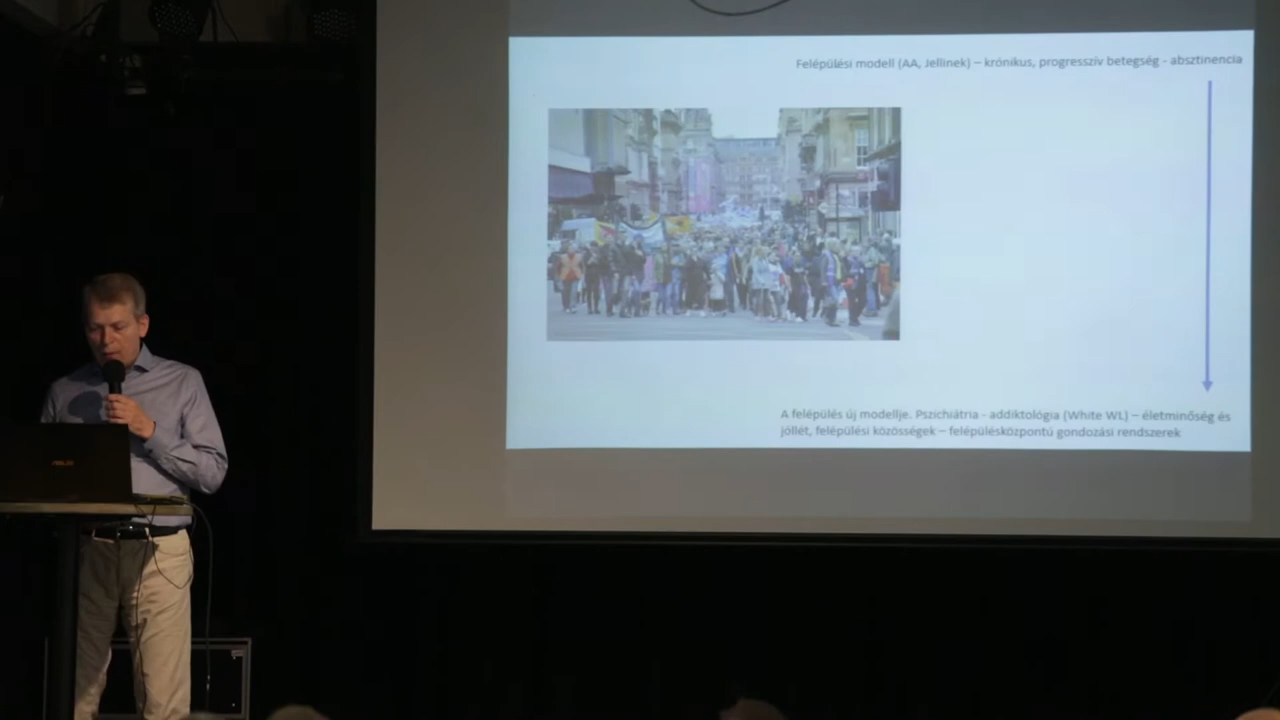 Felépülési modell (AA, Jellinek) – krónikus, progresszív betegség - absztinencia
A felépülés új modellje. Pszichiátria - addiktológia (White WL) – életminőség és
jóllét, felépülési közösségek – felépülésközpontú gondozási rendszerek
ASUS